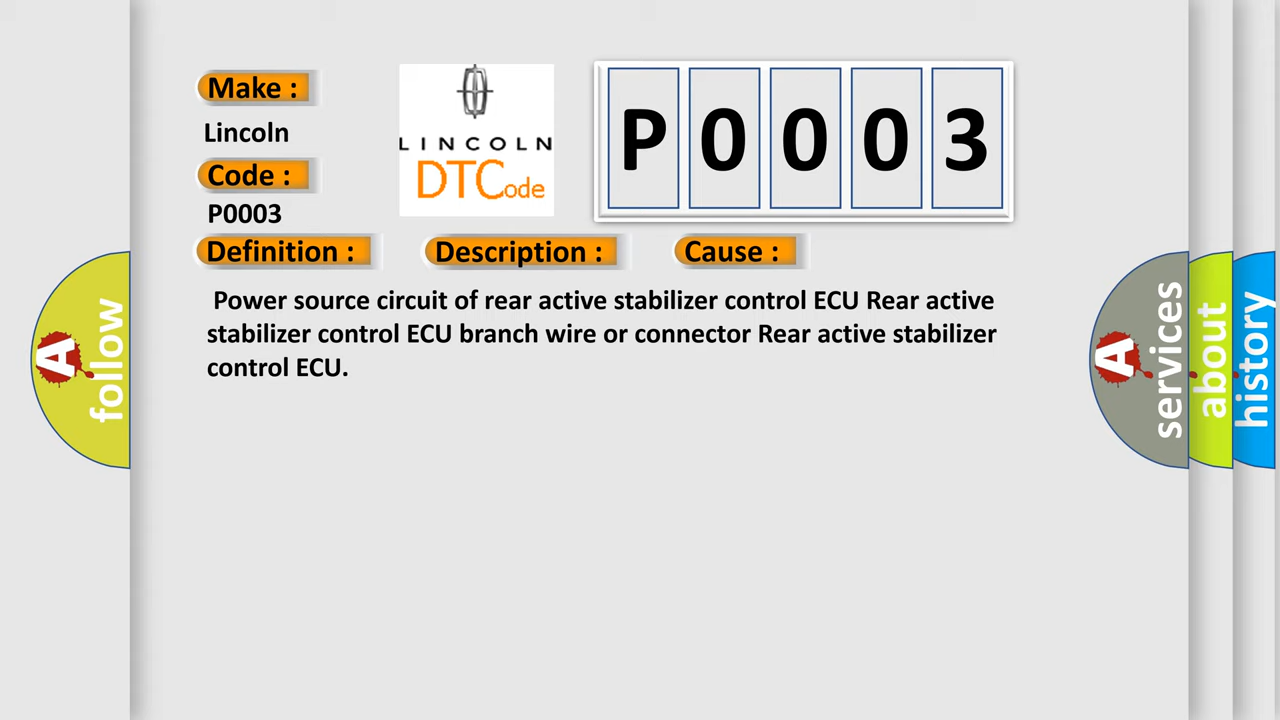 Make :
Lincoln
Code :
P0003
LINCOLN
DTCode
P0003
Definition :
Description :
Cause :
Power source circuit of rear active stabilizer control ECU Rear active
stabilizer control ECU branch wire or connector Rear active stabilizer
control ECU.
A
follow
A
services
about
history